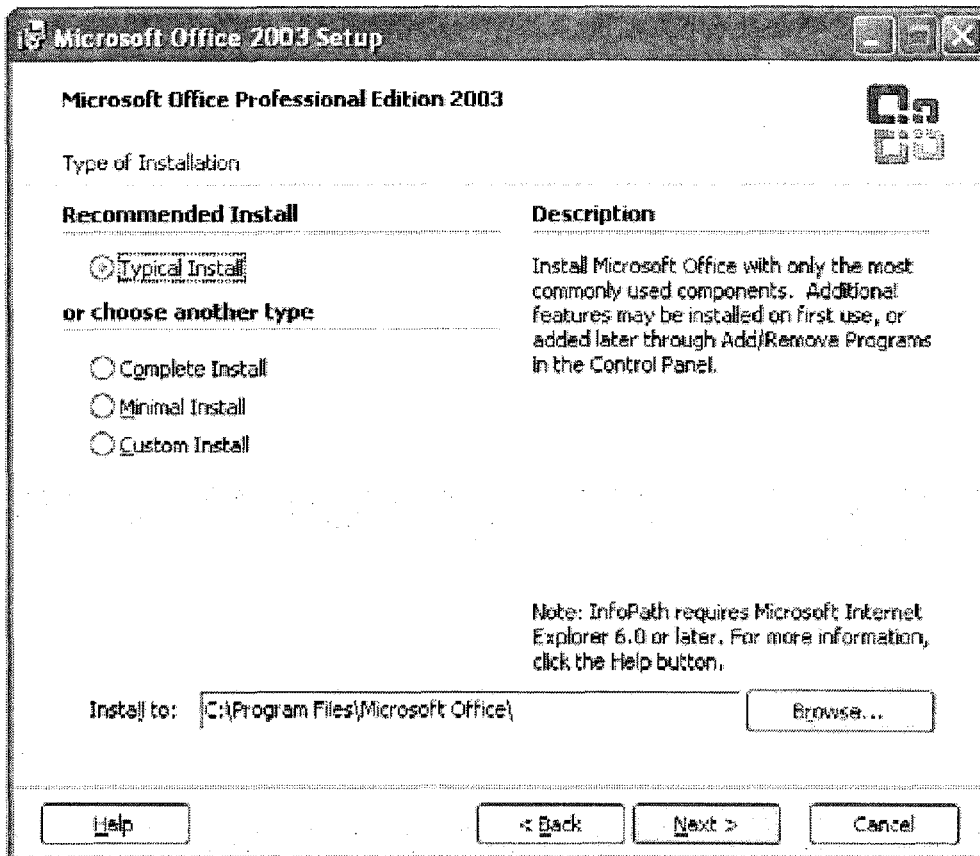 Microsoft Office 2003 Setup
Microsoft Office Professional Edition 2003
Type of Installation
Recommended Install
Typical Install
or choose another type
Complete Install
Minimal Install
Custom Install
Description
Install Microsoft Office with only the most
commonly used components. Additional
features may be installed on first use, or
added later through Add/Remove Programs
in the Control Panel.
Note: InfoPath requires Microsoft Internet
Explorer 6.0 or later. For more information,
click the Help button.
Install to: C:\Program Files\Microsoft Office\ Browse...
Help < Back Next > Cancel